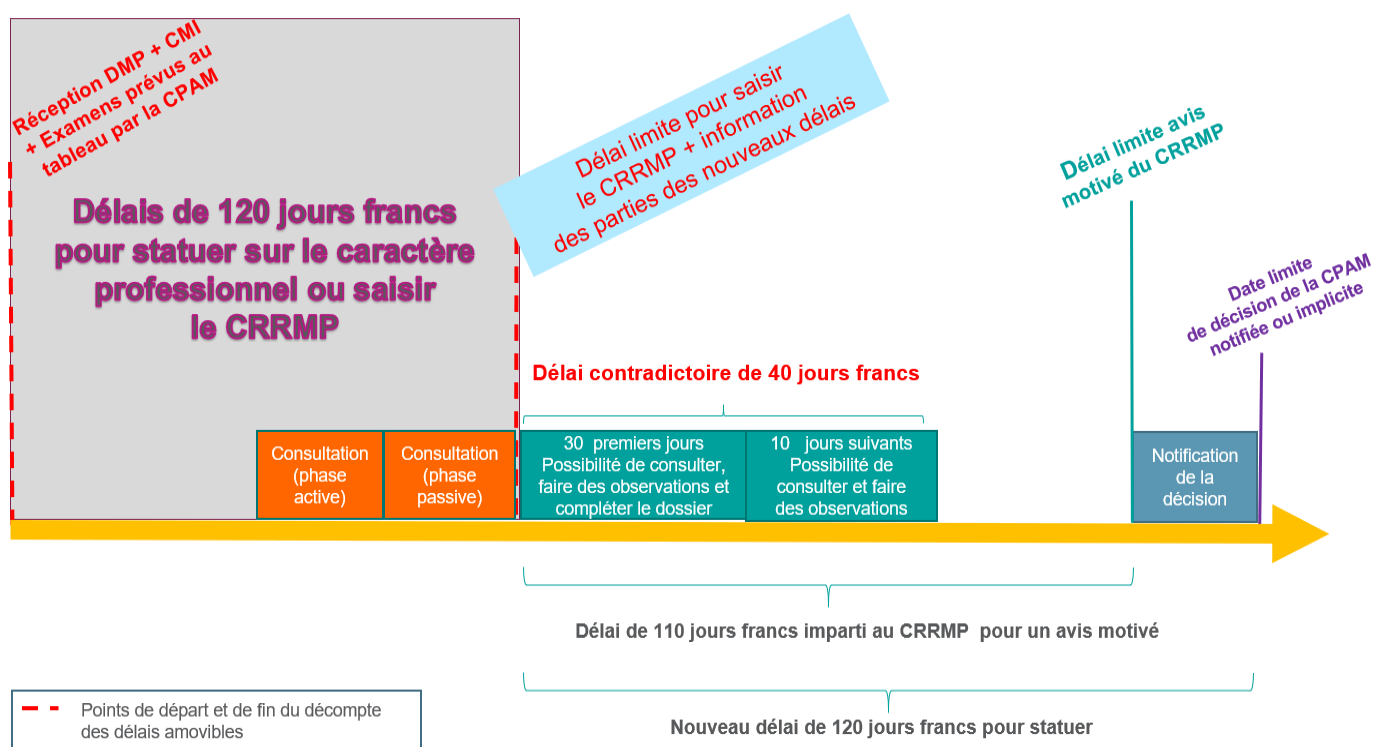 Réception DMP + CMI
+ Examens prévus au
tableau par la CPAM
Délais de 120 jours francs
pour statuer sur le caractère
professionnel ou saisir
le CRRMP
Délai limite pour saisir
le CRRMP + information
des parties des nouveaux délais
Délai limite avis
motivé du CRRMP
Date limite
de décision de la CPAM
notifiée ou implicite
Délai contradictoire de 40 jours francs
Consultation
(phase
active)
Consultation
(phase
passive)
30 premiers jours
Possibilité de consulter,
faire des observations et
compléter le dossier
10 jours suivants
Possibilité de
consulter et faire
des observations
Notification
de la
décision
Délai de 110 jours francs imparti au CRRMP pour un avis motivé
Nouveau délai de 120 jours francs pour statuer
Points de départ et de fin du décompte
des délais amovibles